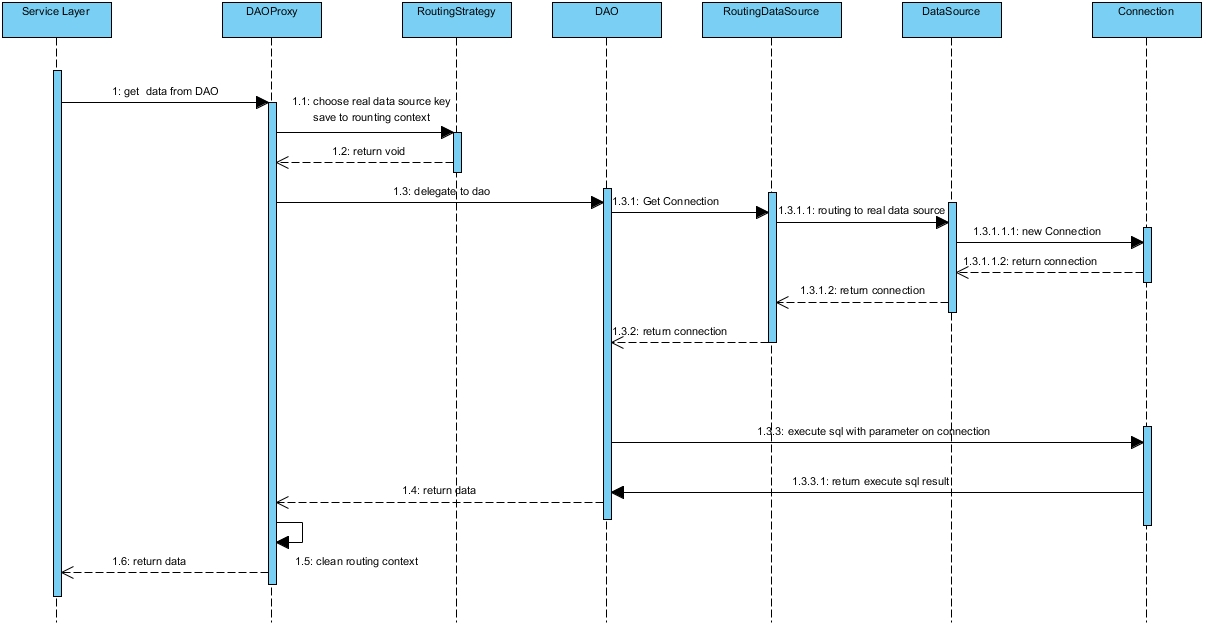 Service Layer
DAOProxy
RoutingStrategy
DAO
RoutingDataSource
DataSource
Connection
1: get  data from DAO
1.1: choose real data source key
save to rounting context
1.2: return void
1.3: delegate to dao
1.3.1: Get Connection
1.3.1.1: routing to real data source
1.3.1.1.1: new Connection
1.3.1.1.2: return connection
1.3.1.2: return connection
1.3.2: return connection
1.3.3: execute sql with parameter on connection
1.3.3.1: return execute sql result
1.4: return data
1.5: clean routing context
1.6: return data